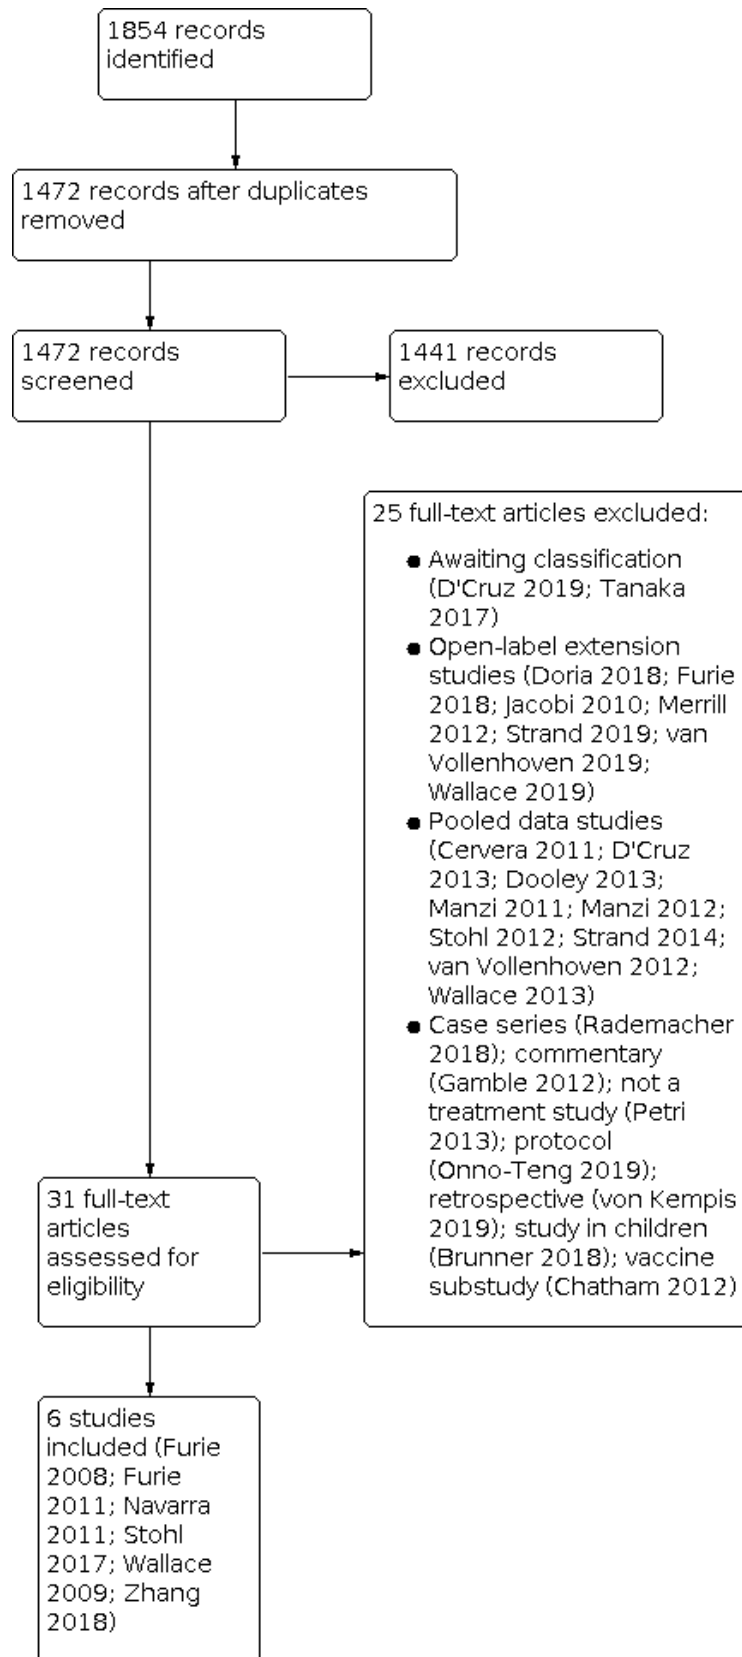 1854 records
identified
1472 records after duplicates
removed
1472 records
screened
1441 records
excluded
25 full-text articles excluded:
● Awaiting classification
(D'Cruz 2019; Tanaka
2017)
● Open-label extension
studies (Doria 2018; Furie
2018; Jacobi 2010; Merrill
2012; Strand 2019; van
Vollenhoven 2019;
Wallace 2019)
● Pooled data studies
(Cervera 2011; D'Cruz
2013; Dooley 2013;
Manzi 2011; Manzi 2012;
Stohl 2012; Strand 2014;
van Vollenhoven 2012;
Wallace 2013)
● Case series (Rademacher
2018); commentary
(Gamble 2012); not a
treatment study (Petri
2013); protocol
(Onno-Teng 2019);
retrospective (von Kempis
2019); study in children
(Brunner 2018); vaccine
substudy (Chatham 2012)
31 full-text
articles
assessed for
eligibility
6 studies
included (Furie
2008; Furie
2011; Navarra
2011; Stohl
2017; Wallace
2009; Zhang
2018)